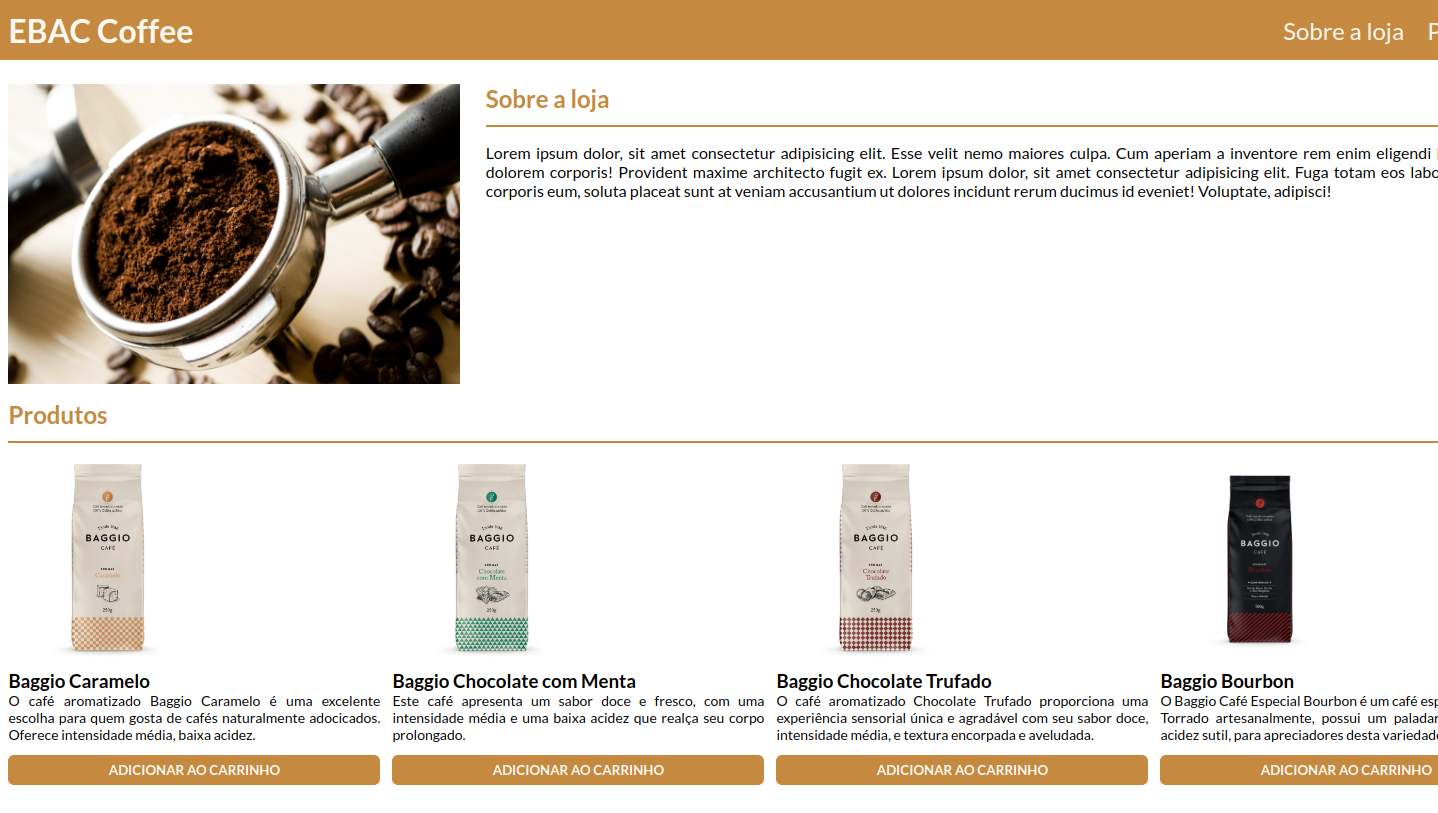 EBAC Coffee
Sobre a loja
Sobre a loja
Lorem ipsum dolor, sit amet consectetur adipisicing elit. Esse velit nemo maiores culpa. Cum aperiam a inventore rem enim eligendi
dolorem corporis! Provident maxime architecto fugit ex. Lorem ipsum dolor, sit amet consectetur adipisicing elit. Fuga totam eos
corporis eum, soluta placeat sunt at veniam accusantium ut dolores incidunt rerum ducimus id eveniet! Voluptate, adipisci!
Produtos
Desde 1886
BAGGIO
CAFÉ
Caramelo
250g
BAGGIO
CAFÉ
Chocolate
com Menta
250g
BAGGIO
CAFÉ
Chocolate
Trufado
250g
BAGGIO
CAFÉ
Bourbon
Baggio Caramelo
O café aromatizado Baggio Caramelo é uma excelente
escolha para quem gosta de cafés naturalmente adocicados.
Oferece intensidade média, baixa acidez.
ADICIONAR AO CARRINHO
Baggio Chocolate com Menta
Este café apresenta um sabor doce e fresco, com uma
intensidade média e uma baixa acidez que realça seu corpo
prolongado.
ADICIONAR AO CARRINHO
Baggio Chocolate Trufado
O café aromatizado Chocolate Trufado proporciona uma
experiência sensorial única e agradável com seu sabor doce,
intensidade média, e textura encorpada e aveludada.
ADICIONAR AO CARRINHO
Baggio Bourbon
O Baggio Café Especial Bourbon é um café
Torrado artesanalmente, possui um paladar
acidez sutil, para apreciadores desta
ADICIONAR AO CARRINHO